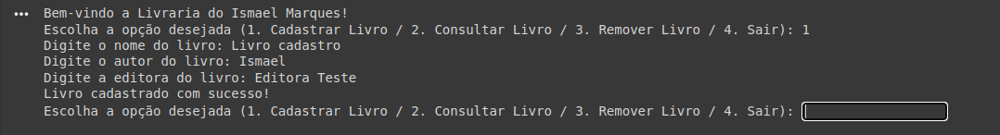 Bem-vindo a Livraria do Ismael Marques!
Escolha a opção desejada (1. Cadastrar Livro / 2. Consultar Livro / 3. Remover Livro / 4. Sair): 1
Digite o nome do livro: Livro cadastro
Digite o autor do livro: Ismael
Digite a editora do livro: Editora Teste
Livro cadastrado com sucesso!
Escolha a opção desejada (1. Cadastrar Livro / 2. Consultar Livro / 3. Remover Livro / 4. Sair):